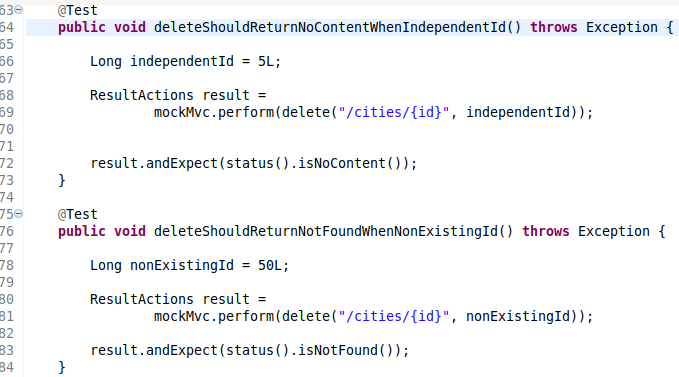 63 @Test
64 public void deleteShouldReturnNoContentWhenIndependentId() throws Exception {
65
66 Long independentId = 5L;
67
68 ResultActions result =
69 mockMvc.perform(delete("/cities/{id}", independentId));
70
71
72 result.andExpect(status().isNoContent());
73 }
74
75 @Test
76 public void deleteShouldReturnNotFoundWhenNonExistingId() throws Exception {
77
78 Long nonExistingId = 50L;
79
80 ResultActions result =
81 mockMvc.perform(delete("/cities/{id}", nonExistingId));
82
83 result.andExpect(status().isNotFound());
84 }